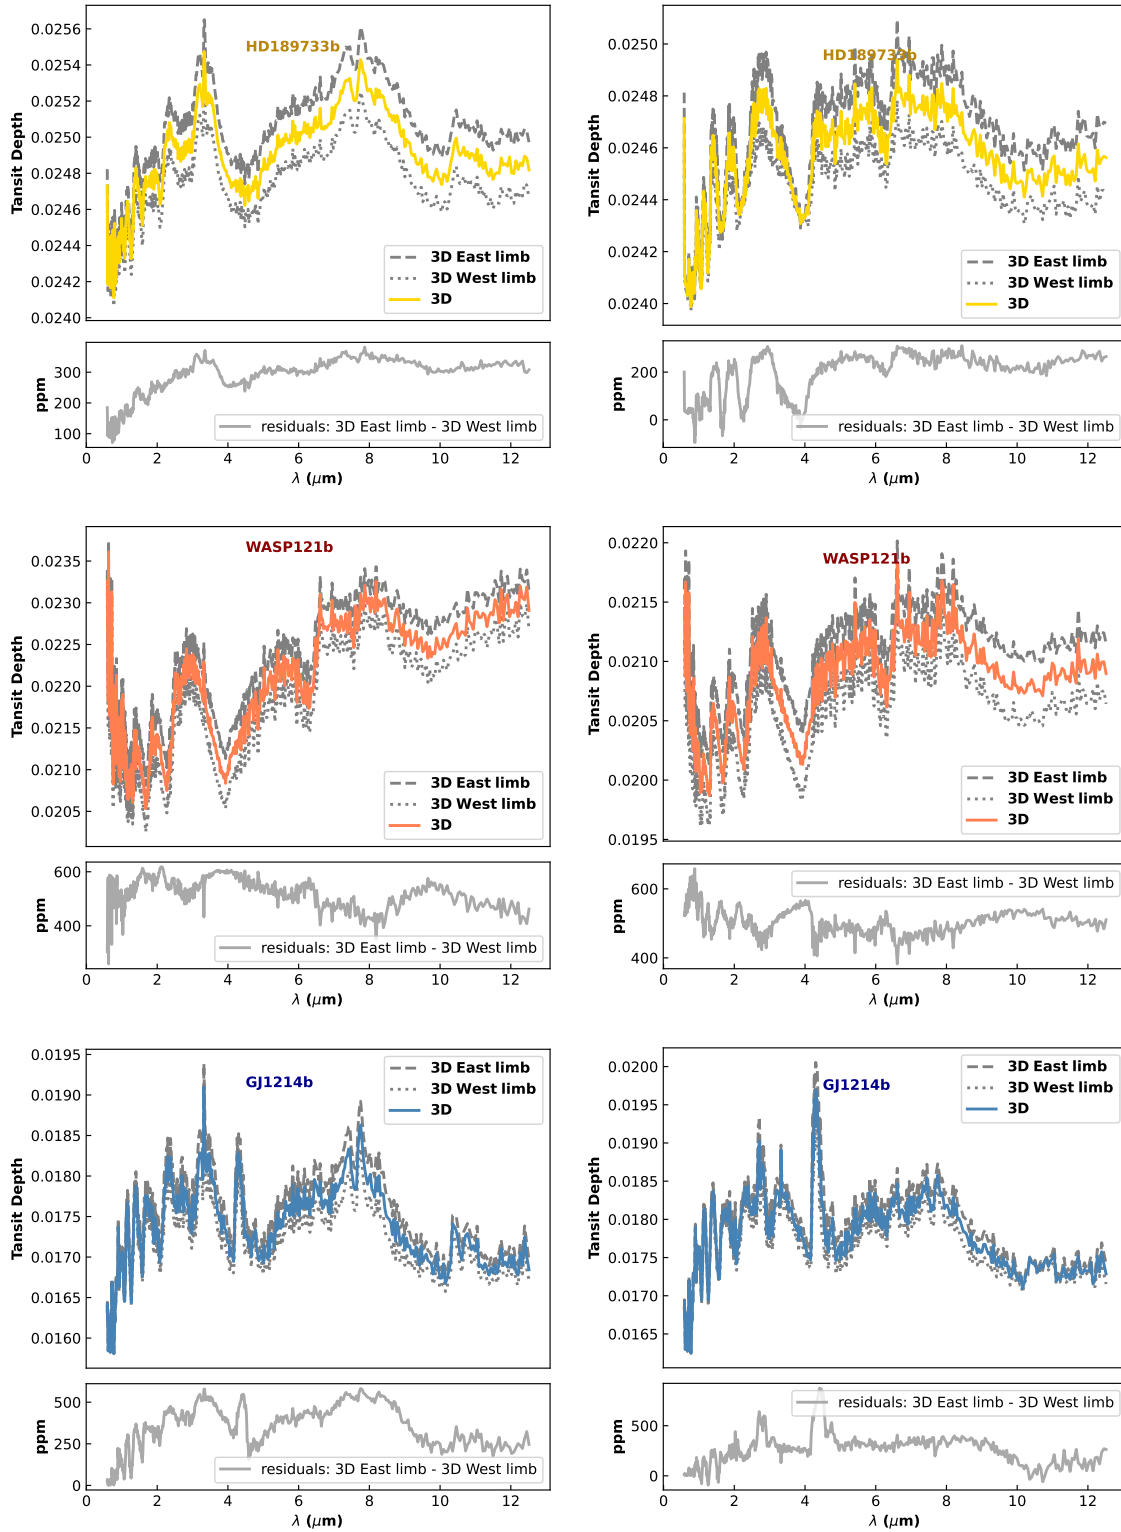 HD189733b
Tansit Depth
0.0256
0.0254
0.0252
0.0250
0.0248
0.0246
0.0244
0.0242
0.0240
3D East limb
3D West limb
3D
ppm
300
200
100
residuals: 3D East limb - 3D West limb
0 2 4 6 8 10 12
λ (μm)
HD189733b
Tansit Depth
0.0250
0.0248
0.0246
0.0244
0.0242
0.0240
3D East limb
3D West limb
3D
ppm
200
0
residuals: 3D East limb - 3D West limb
0 2 4 6 8 10 12
λ (μm)
WASP121b
Tansit Depth
0.0235
0.0230
0.0225
0.0220
0.0215
0.0210
0.0205
3D East limb
3D West limb
3D
ppm
600
400
residuals: 3D East limb - 3D West limb
0 2 4 6 8 10 12
λ (μm)
WASP121b
Tansit Depth
0.0220
0.0215
0.0210
0.0205
0.0200
0.0195
3D East limb
3D West limb
3D
ppm
600
400
residuals: 3D East limb - 3D West limb
0 2 4 6 8 10 12
λ (μm)
GJ1214b
Tansit Depth
0.0195
0.0190
0.0185
0.0180
0.0175
0.0170
0.0165
0.0160
3D East limb
3D West limb
3D
ppm
500
250
0
residuals: 3D East limb - 3D West limb
0 2 4 6 8 10 12
λ (μm)
GJ1214b
Tansit Depth
0.0200
0.0195
0.0190
0.0185
0.0180
0.0175
0.0170
0.0165
3D East limb
3D West limb
3D
ppm
500
0
residuals: 3D East limb - 3D West limb
0 2 4 6 8 10 12
λ (μm)